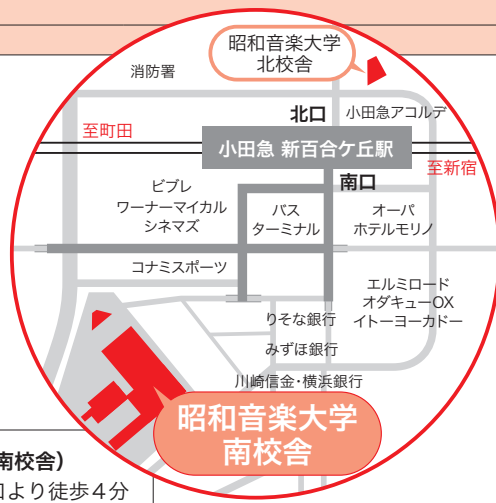 昭和音楽大学
北校舎
消防署
北口
小田急アコルデ
至町田
小田急 新百合ケ丘駅
至新宿
南口
ビブレ
ワーナーマイカル
シネマズ
バス
ターミナル
オーパ
ホテルモリノ
コナミスポーツ
エルミロード
オダキューOX
イトーヨーカドー
りそな銀行
みずほ銀行
川崎信金・横浜銀行
昭和音楽大学
南校舎
南校舎）
より徒歩4分